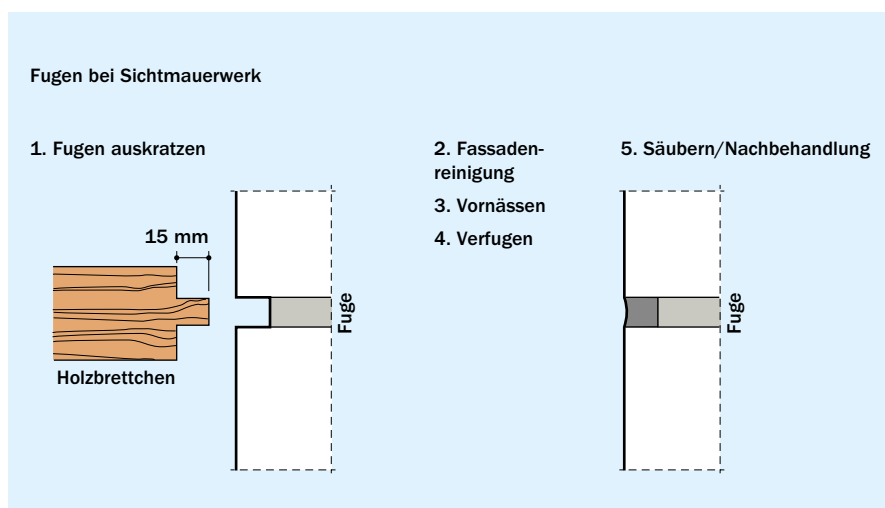 Fugen bei Sichtmauerwerk
1. Fugen auskratzen
15 mm
Holzbrettchen
Fuge
2. Fassaden-
reinigung
3. Vornässen
4. Verfugen
5. Säubern/Nachbehandlung
Fuge